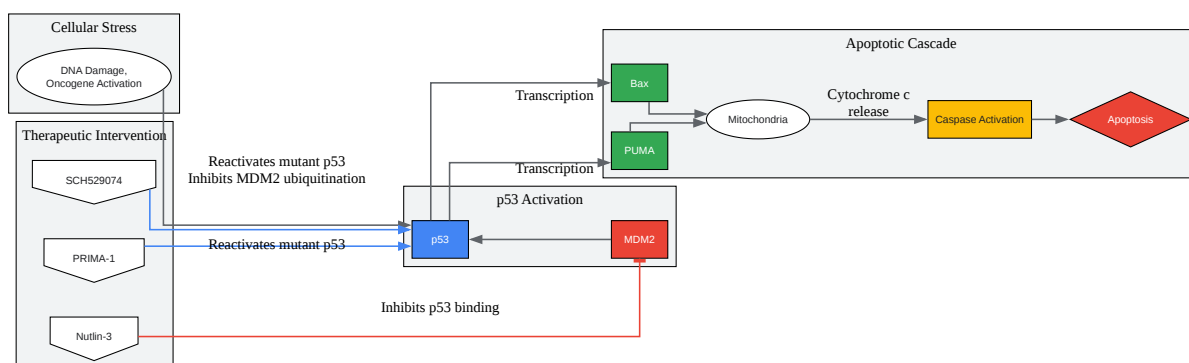 Cellular Stress
DNA Damage,
Oncogene Activation
Therapeutic Intervention
SCH529074
PRIMA-1
Nutlin-3
Reactivates mutant p53
Inhibits MDM2 ubiquitination
Reactivates mutant p53
Inhibits p53 binding
p53 Activation
p53
MDM2
Transcription
Transcription
Apoptotic Cascade
Bax
PUMA
Mitochondria
Cytochrome c
release
Caspase Activation
Apoptosis